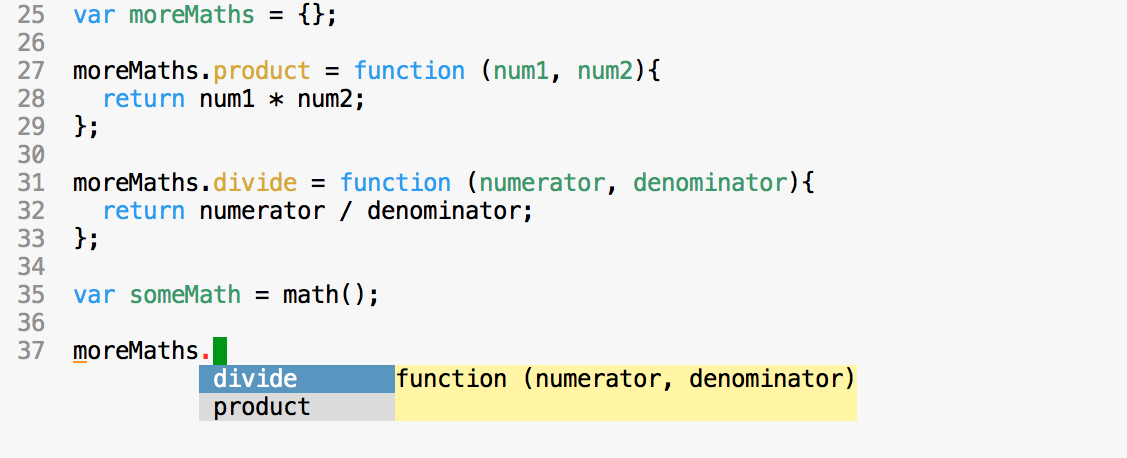 25 var moreMaths = {};
26
27 moreMaths.product = function (num1, num2){
28   return num1 * num2;
29 };
30
31 moreMaths.divide = function (numerator, denominator){
32   return numerator / denominator;
33 };
34
35 var someMath = math();
36
37 moreMaths.
divide function (numerator, denominator)
product